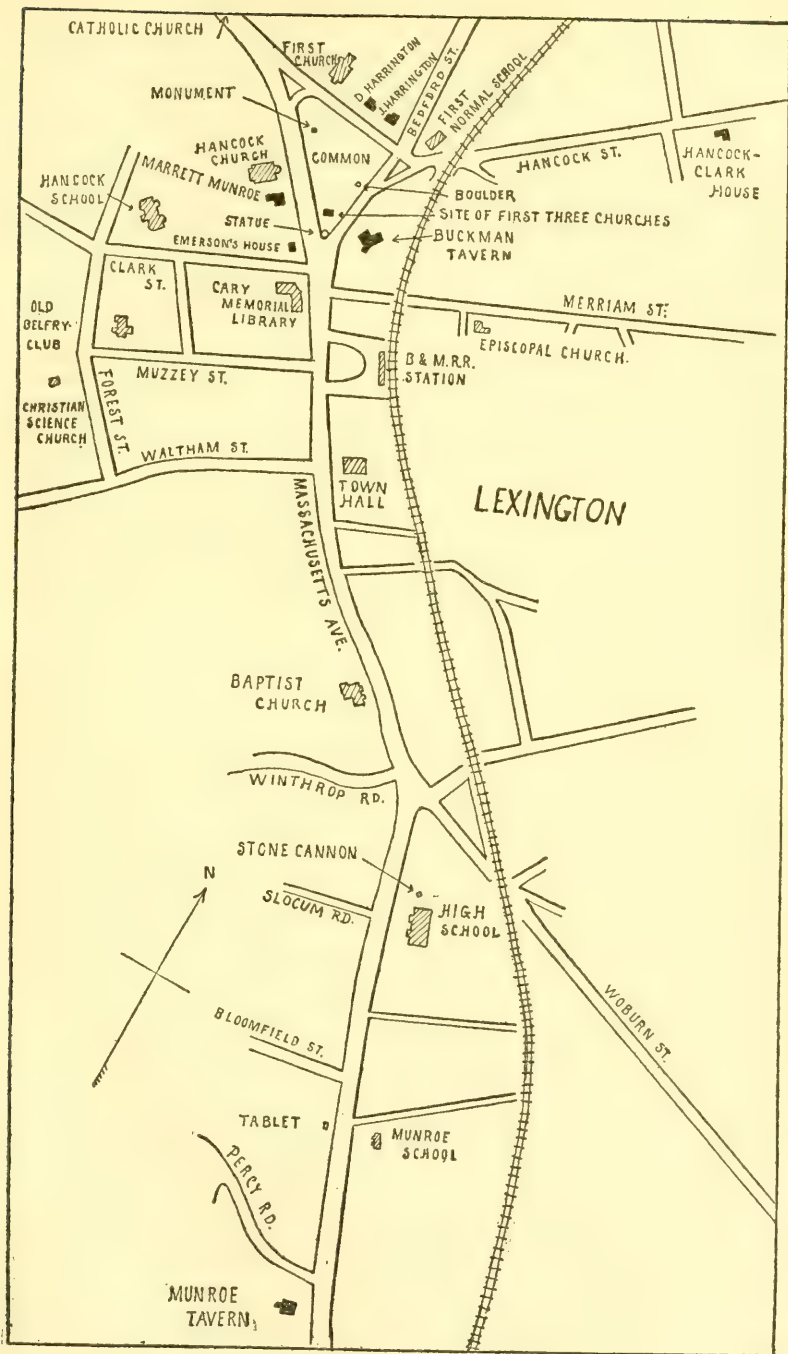 CATHOLIC CHURCH
FIRST
CHURCH
D HARRINGTON
J. HARRINGTON
BEDFORD ST.
FIRST
NORMAL SCHOOL
MONUMENT
HANCOCK
CHURCH
COMMON
HANCOCK ST.
HANCOCK-
CLARK
HOUSE
MARRETT MUNROE
HANCOCK
SCHOOL
BOULDER
STATUE
SITE OF FIRST THREE CHURCHES
EMERSON'S HOUSE
BUCKMAN
TAVERN
CLARK
ST.
CARY
MEMORIAL
LIBRARY
MERRIAM ST.
OLD
BELFRY
CLUB
EPISCOPAL CHURCH.
B & M.R.R.
STATION
MUZZEY ST.
CHRISTIAN
SCIENCE
CHURCH
FOREST ST.
WALTHAM ST.
TOWN
HALL
LEXINGTON
MASSACHUSETTS AVE.
BAPTIST
CHURCH
WINTHROP RD.
STONE CANNON
N
SLOCUM RD.
HIGH
SCHOOL
WOBURN ST.
BLOOMFIELD ST.
TABLET
MUNROE
SCHOOL
PERCY RD.
MUNROE
TAVERN